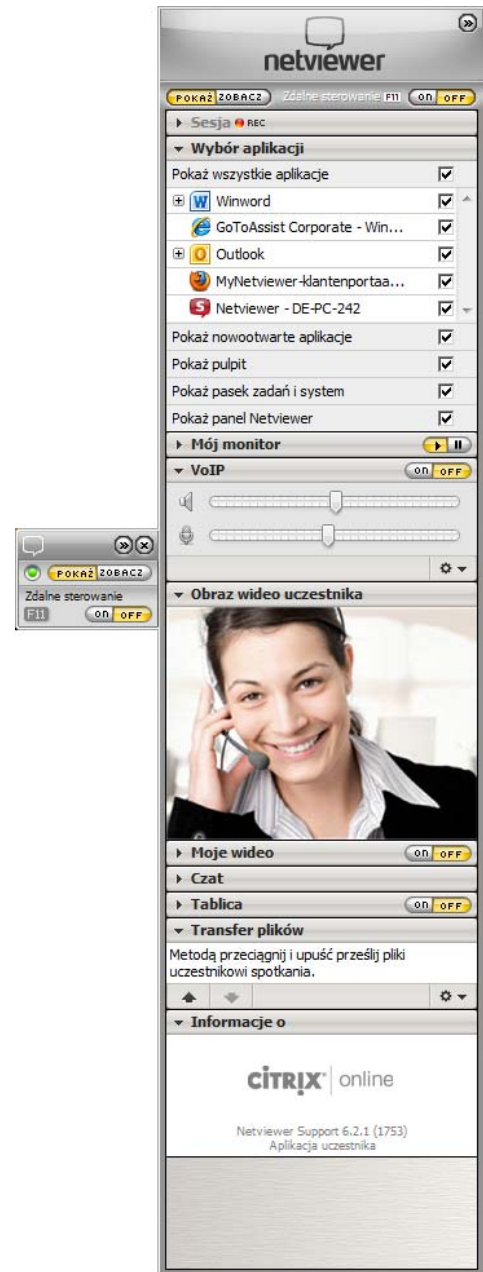 netviewer
POKAŻ ZOBACZ Zdalne sterowanie F11 On OFF
Sesja REC
Wybór aplikacji
Pokaż wszystkie aplikacje
Winword
GoToAssist Corporate - Win...
Outlook
MyNetviewer-klantenportaa...
Netviewer - DE-PC-242
Pokaż nowootwarte aplikacje
Pokaż pulpit
Pokaż pasek zadań i system
Pokaż panel Netviewer
Mój monitor
VoIP On OFF
POKAŻ ZOBACZ
Zdalne sterowanie
F11 On OFF
Obraz wideo uczestnika
Moje wideo On OFF
Czat
Tablica On OFF
Transfer plików
Metodą przeciągnij i upuść prześlij pliki
uczestnikowi spotkania.
Informacje o
CITRIX online
Netviewer Support 6.2.1 (1753)
Aplikacja uczestnika